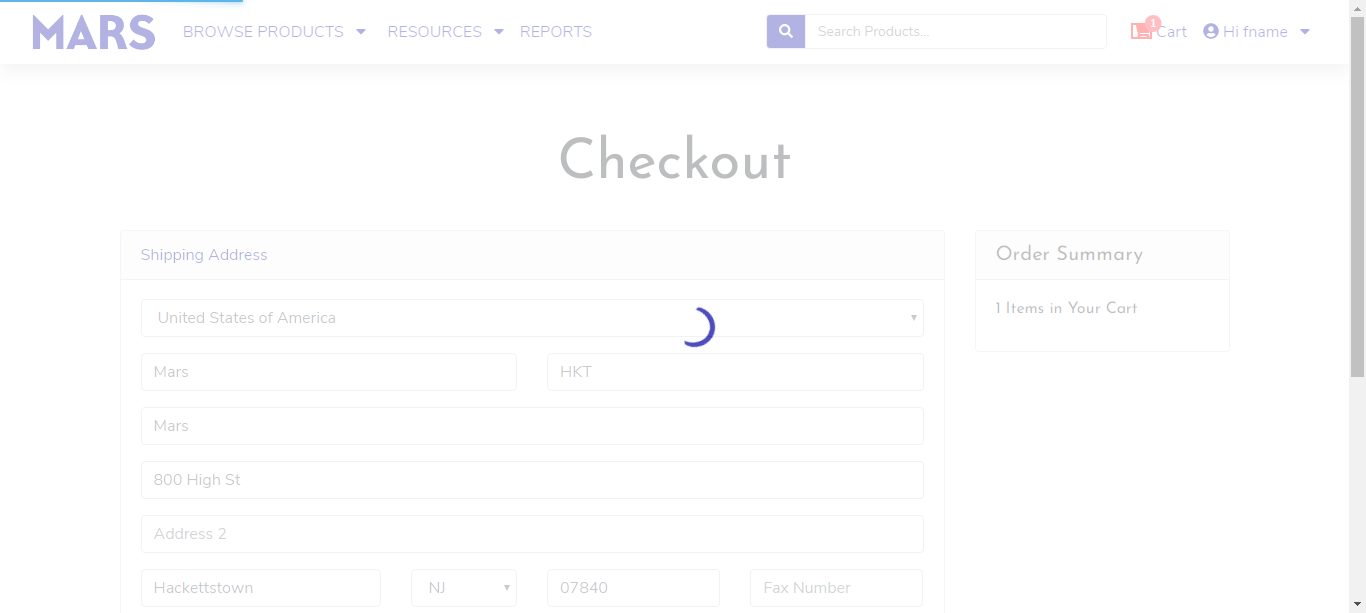 MARS BROWSE PRODUCTS RESOURCES REPORTS Search Products... 1 Cart Hi fname
Checkout
Shipping Address
Order Summary
United States of America
1 Items in Your Cart
Mars HKT
Mars
800 High St
Address 2
Hackettstown NJ 07840 Fax Number